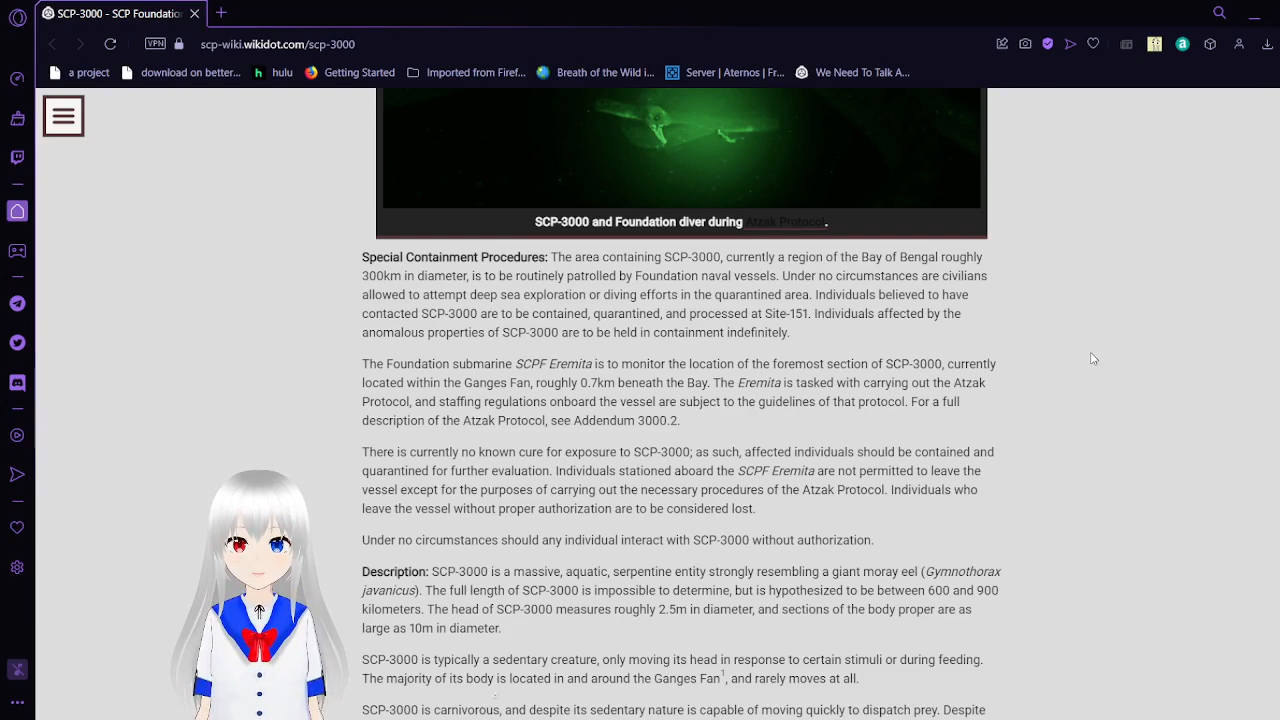 SCP-3000 - SCP Foundation
scp-wiki.wikidot.com/scp-3000
VPN
a project
download on better...
hulu
Getting Started
Imported from Firef...
Breath of the Wild i...
Server | Aternos | Fr...
We Need To Talk A...
SCP-3000 and Foundation diver during Atzak Protocol.
Special Containment Procedures: The area containing SCP-3000, currently a region of the Bay of Bengal roughly
300km in diameter, is to be routinely patrolled by Foundation naval vessels. Under no circumstances are civilians
allowed to attempt deep sea exploration or diving efforts in the quarantined area. Individuals believed to have
contacted SCP-3000 are to be contained, quarantined, and processed at Site-151. Individuals affected by the
anomalous properties of SCP-3000 are to be held in containment indefinitely.
The Foundation submarine SCPF Eremita is to monitor the location of the foremost section of SCP-3000, currently
located within the Ganges Fan, roughly 0.7km beneath the Bay. The Eremita is tasked with carrying out the Atzak
Protocol, and staffing regulations onboard the vessel are subject to the guidelines of that protocol. For a full
description of the Atzak Protocol, see Addendum 3000.2.
There is currently no known cure for exposure to SCP-3000; as such, affected individuals should be contained and
quarantined for further evaluation. Individuals stationed aboard the SCPF Eremita are not permitted to leave the
vessel except for the purposes of carrying out the necessary procedures of the Atzak Protocol. Individuals who
leave the vessel without proper authorization are to be considered lost.
Under no circumstances should any individual interact with SCP-3000 without authorization.
Description: SCP-3000 is a massive, aquatic, serpentine entity strongly resembling a giant moray eel (Gymnothorax
javanicus). The full length of SCP-3000 is impossible to determine, but is hypothesized to be between 600 and 900
kilometers. The head of SCP-3000 measures roughly 2.5m in diameter, and sections of the body proper are as
large as 10m in diameter.
SCP-3000 is typically a sedentary creature, only moving its head in response to certain stimuli or during feeding.
The majority of its body is located in and around the Ganges Fan1, and rarely moves at all.
SCP-3000 is carnivorous, and despite its sedentary nature is capable of moving quickly to dispatch prey. Despite